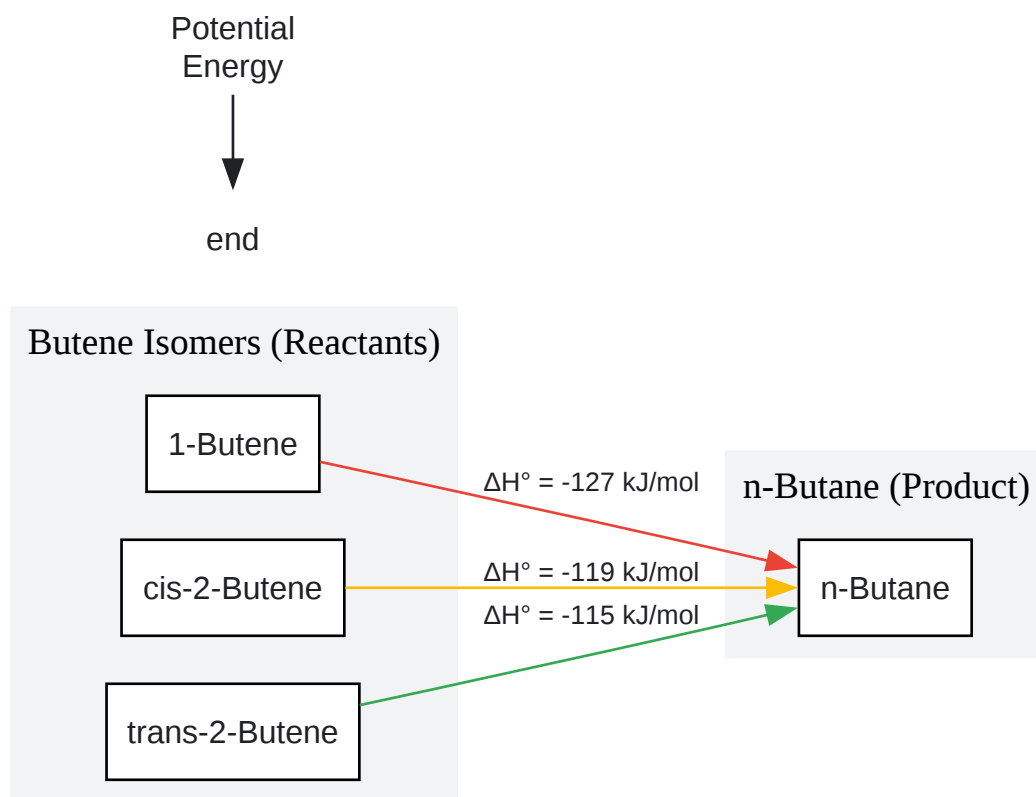 Potential
Energy
end
Butene Isomers (Reactants)
1-Butene
ΔH° = -127 kJ/mol
n-Butane (Product)
cis-2-Butene
ΔH° = -119 kJ/mol
n-Butane
ΔH° = -115 kJ/mol
trans-2-Butene